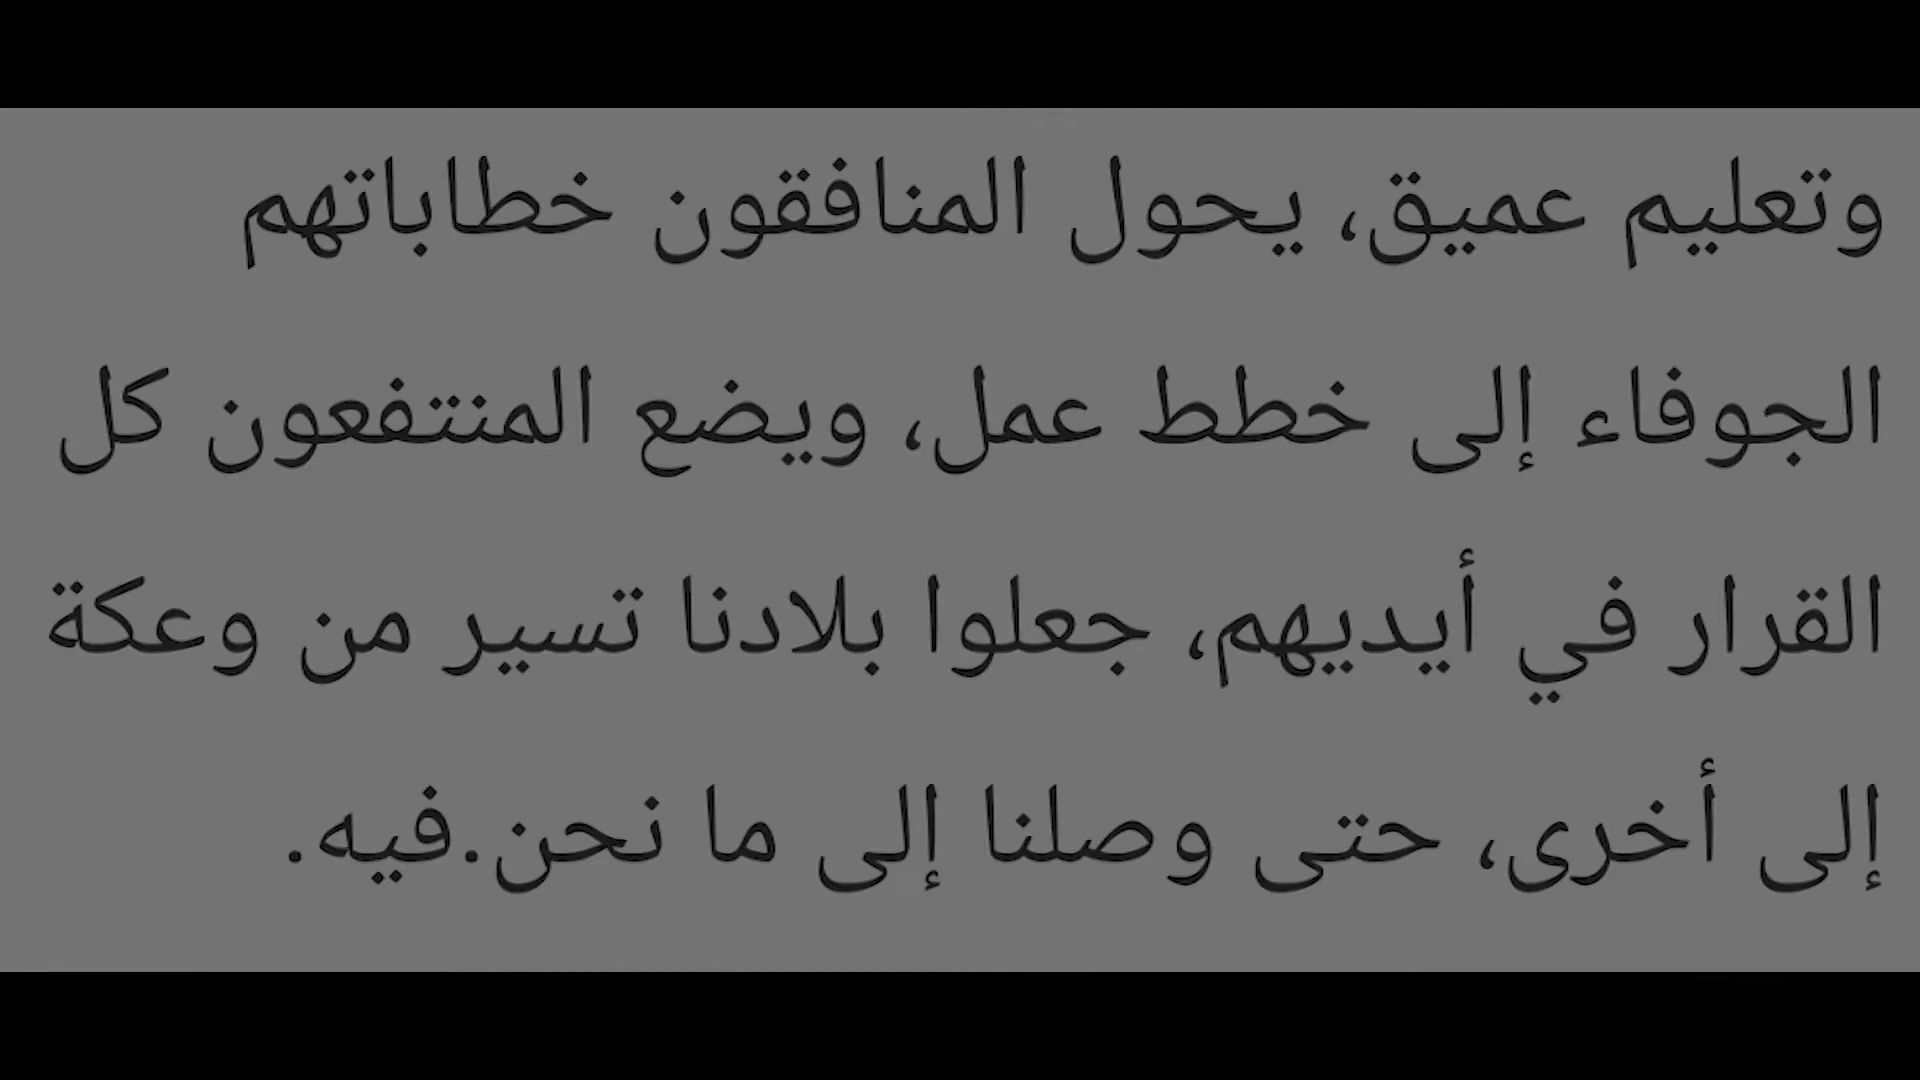 وتعليم عميق، يحول المنافقون خطاباتهم
الجوفاء إلى خطط عمل، ويضع المنتفعون كل
القرار في أيديهم، جعلوا بلادنا تسير من وعكة
إلى أخرى، حتى وصلنا إلى ما نحن.فيه.